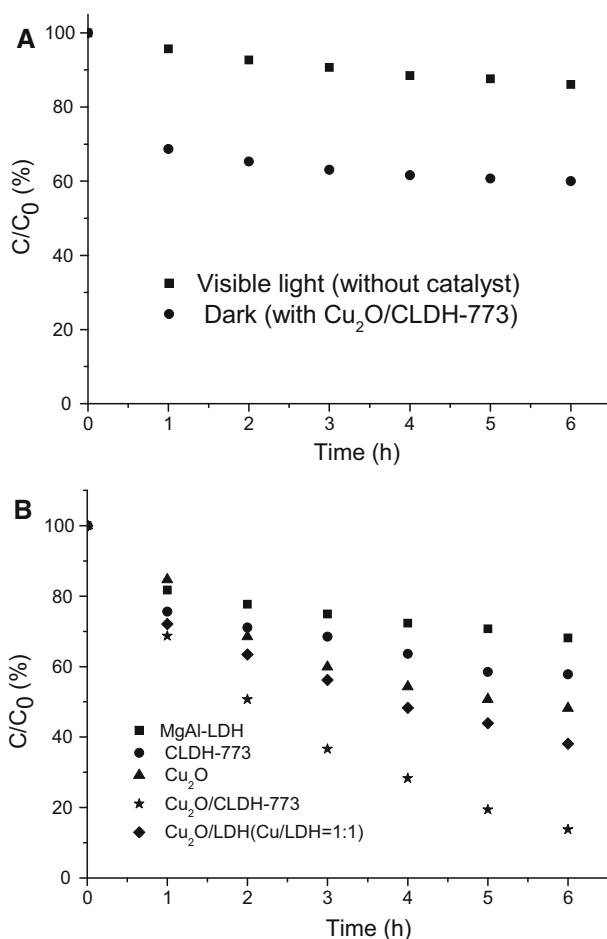 A
100
80
60
40
20
0
C/C₀ (%)
Visible light (without catalyst)
Dark (with Cu₂O/CLDH-773)
0 1 2 3 4 5 6
Time (h)
B
100
80
60
40
20
0
C/C₀ (%)
MgAl-LDH
CLDH-773
Cu₂O
Cu₂O/CLDH-773
Cu₂O/LDH(Cu/LDH=1:1)
0 1 2 3 4 5 6
Time (h)